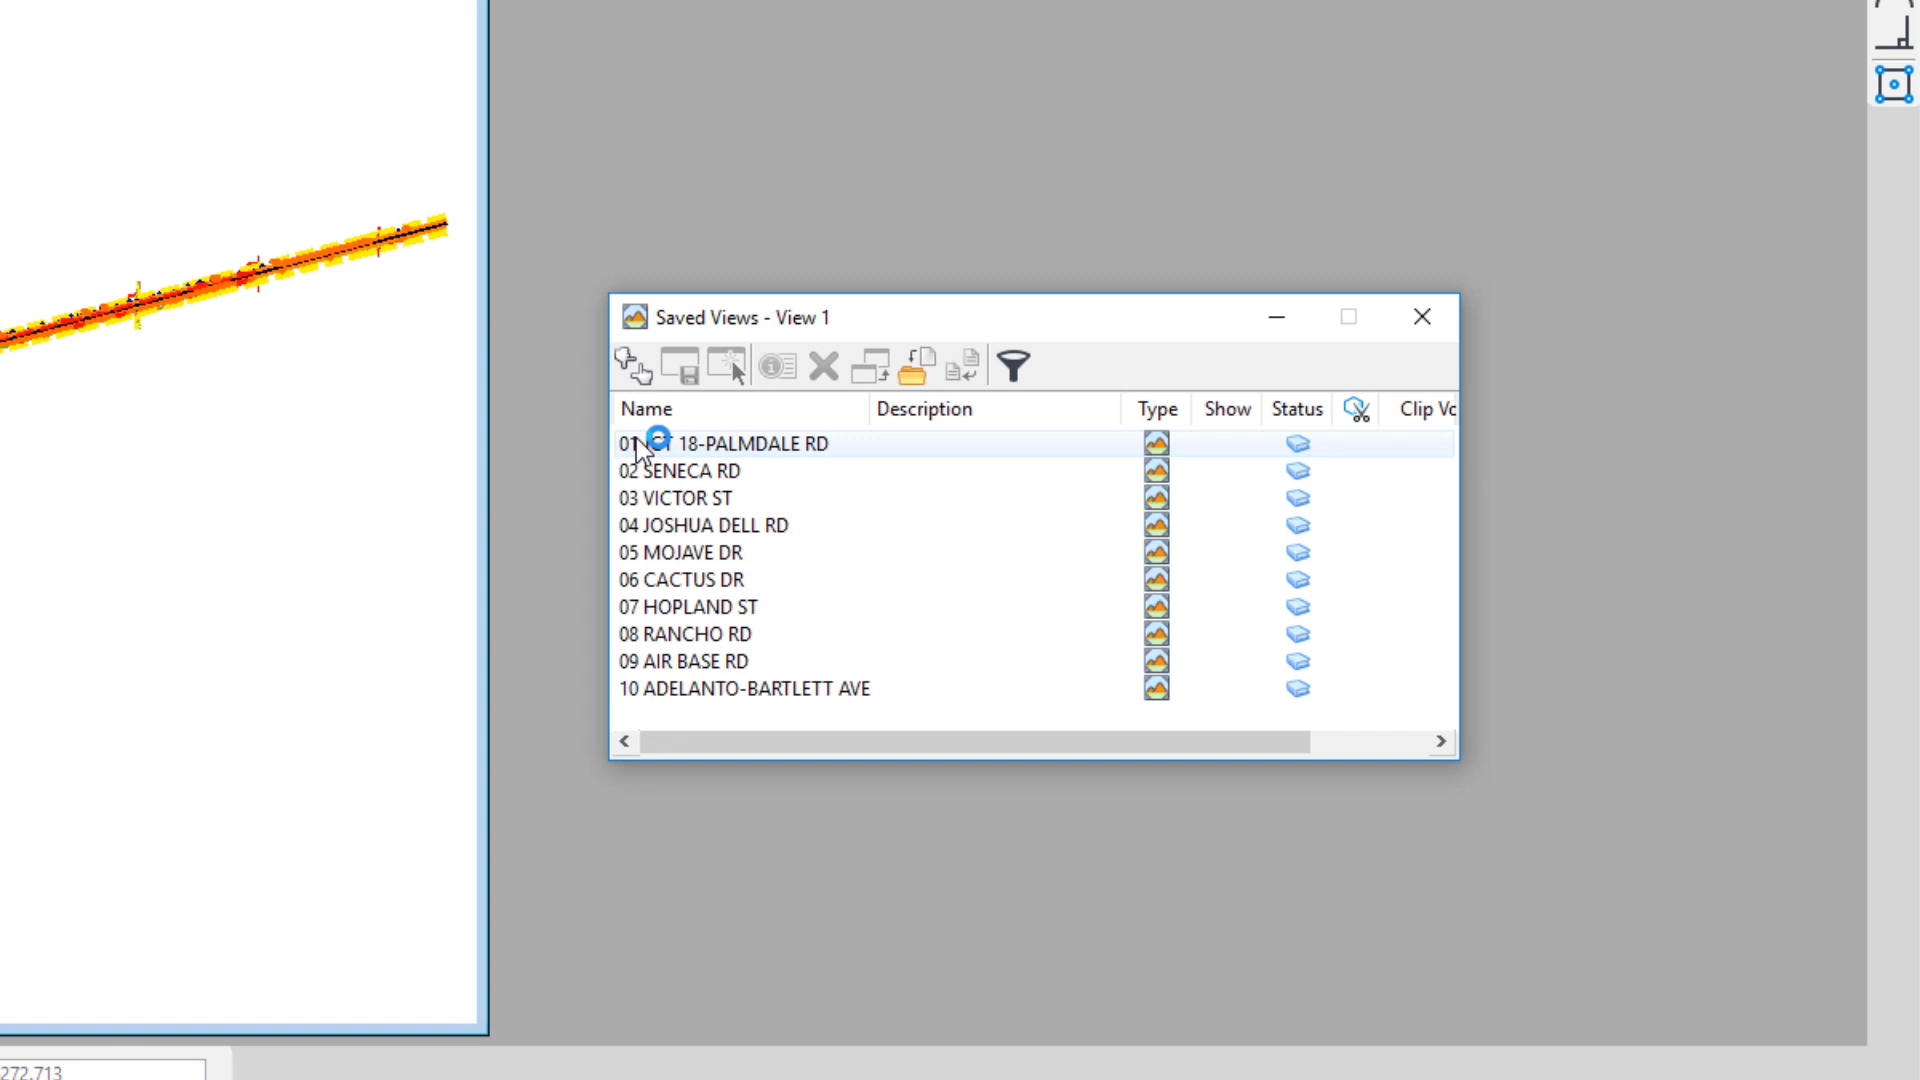 Saved Views - View 1
Name Description Type Show Status Clip Vo
01 18-PALMDALE RD
02 SENECA RD
03 VICTOR ST
04 JOSHUA DELL RD
05 MOJAVE DR
06 CACTUS DR
07 HOPLAND ST
08 RANCHO RD
09 AIR BASE RD
10 ADELANTO-BARTLETT AVE
272.713